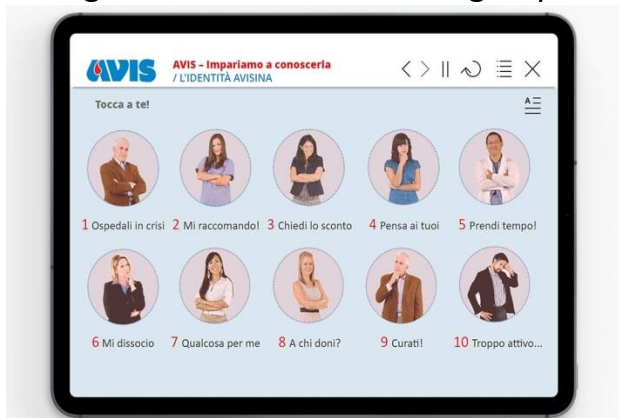 AVIS
AVIS – Impariamo a conoscerla
/ L'IDENTITÀ AVISINA
Tocca a te!
A
1 Ospedali in crisi
2 Mi raccomando!
3 Chiedi lo sconto
4 Pensa ai tuoi
5 Prendi tempo!
6 Mi dissocio
7 Qualcosa per me
8 A chi doni?
9 Curati!
10 Troppo attivo...